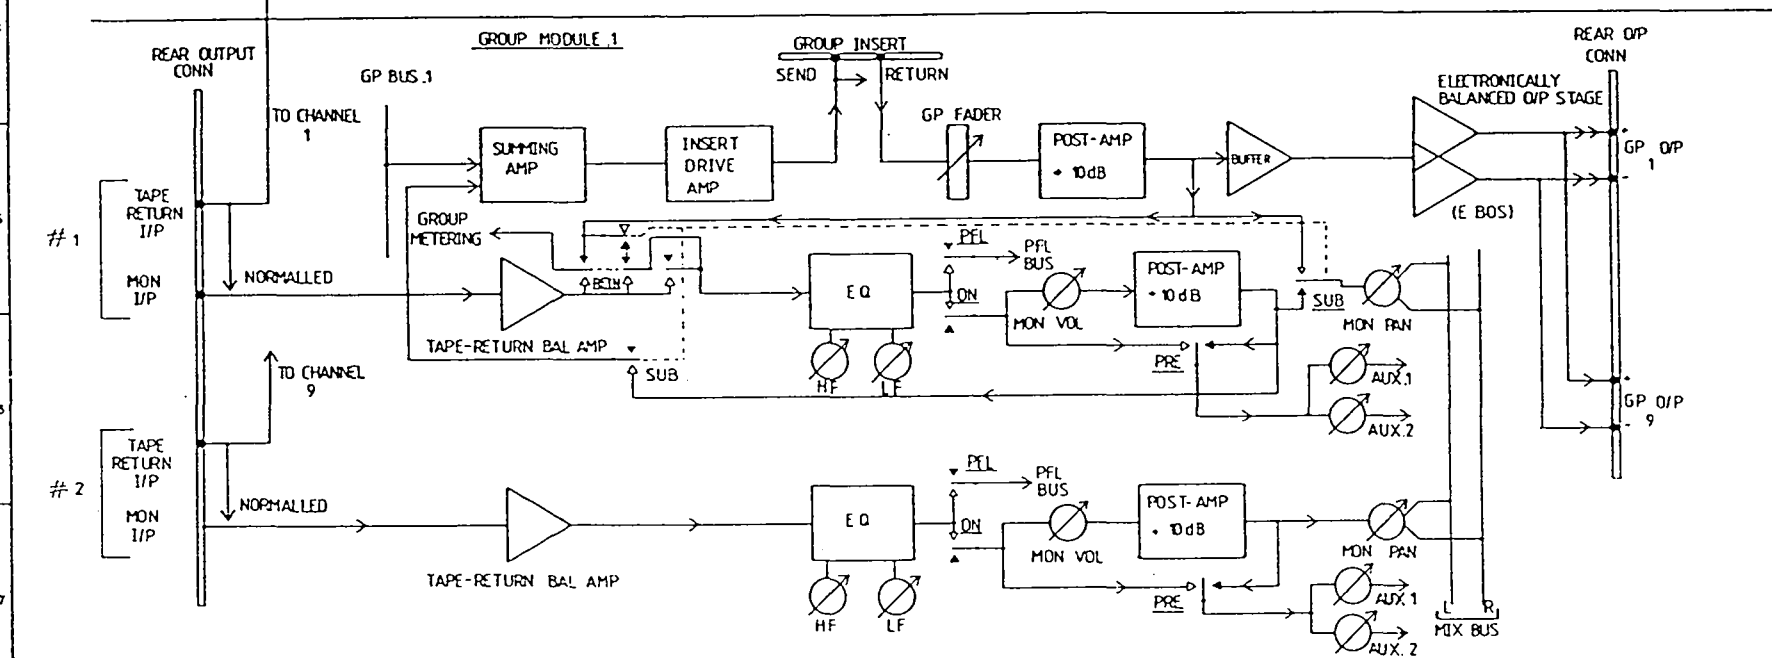 GROUP MODULE.1
REAR OUTPUT
CONN
GP BUS.1
GROUP INSERT
SEND
RETURN
REAR O/P
CONN
ELECTRONICALLY
BALANCED O/P STAGE
TO CHANNEL
1
SUMMING
AMP
INSERT
DRIVE
AMP
GP FADER
POST-AMP
+ 10dB
BUFFER
+
GP O/P
1
-
(E BOS)
#1
TAPE
RETURN
I/P
MON
I/P
NORMALLED
GROUP
METERING
TAPE-RETURN BAL AMP
SUB
EQ
HF
LF
PFL
PFL
BUS
ON
MON VOL
POST-AMP
+ 10dB
PRE
SUB
MON PAN
AUX.1
AUX.2
TO CHANNEL
9
+
GP O/P
9
-
#2
TAPE
RETURN
I/P
MON
I/P
NORMALLED
TAPE-RETURN BAL AMP
EQ
HF
LF
PFL
PFL
BUS
ON
MON VOL
POST-AMP
+ 10dB
PRE
MON PAN
AUX.1
AUX.2
L R
MIX BUS